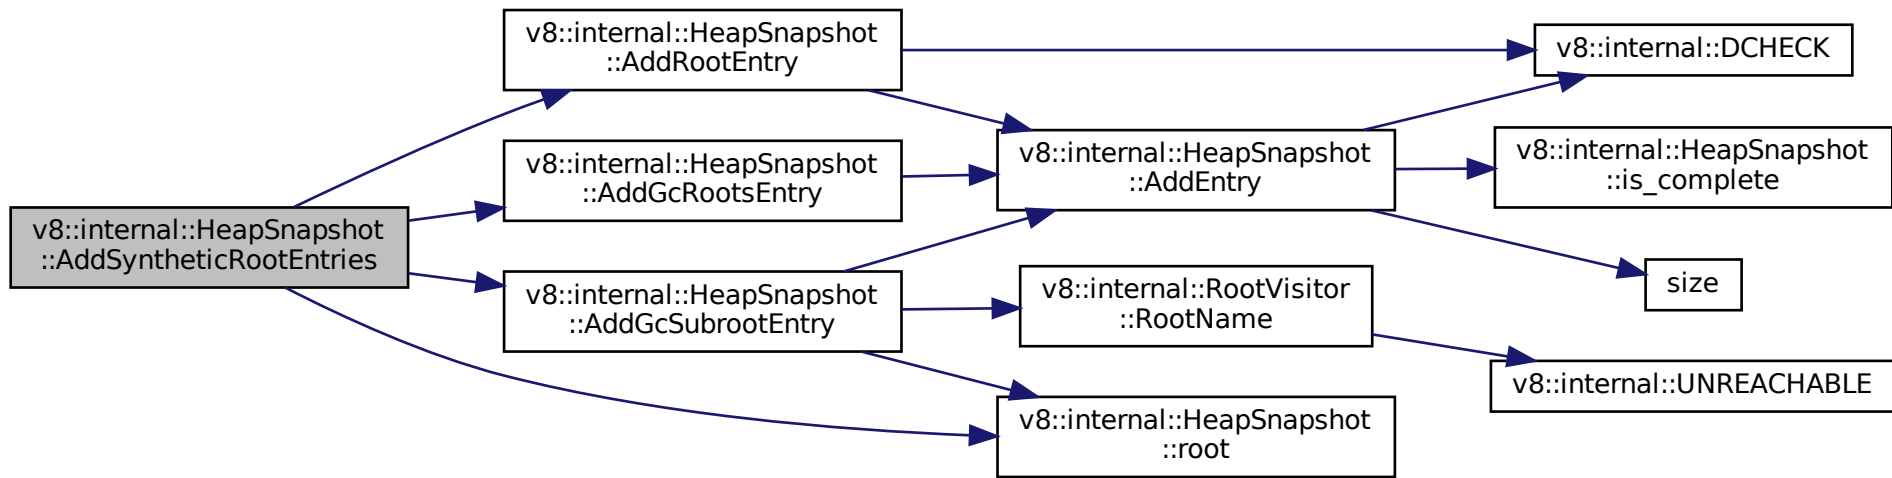 v8::internal::HeapSnapshot
::AddSyntheticRootEntries
v8::internal::HeapSnapshot
::AddRootEntry
v8::internal::HeapSnapshot
::AddGcRootsEntry
v8::internal::HeapSnapshot
::AddGcSubrootEntry
v8::internal::HeapSnapshot
::AddEntry
v8::internal::RootVisitor
::RootName
v8::internal::HeapSnapshot
::root
v8::internal::DCHECK
v8::internal::HeapSnapshot
::is_complete
size
v8::internal::UNREACHABLE